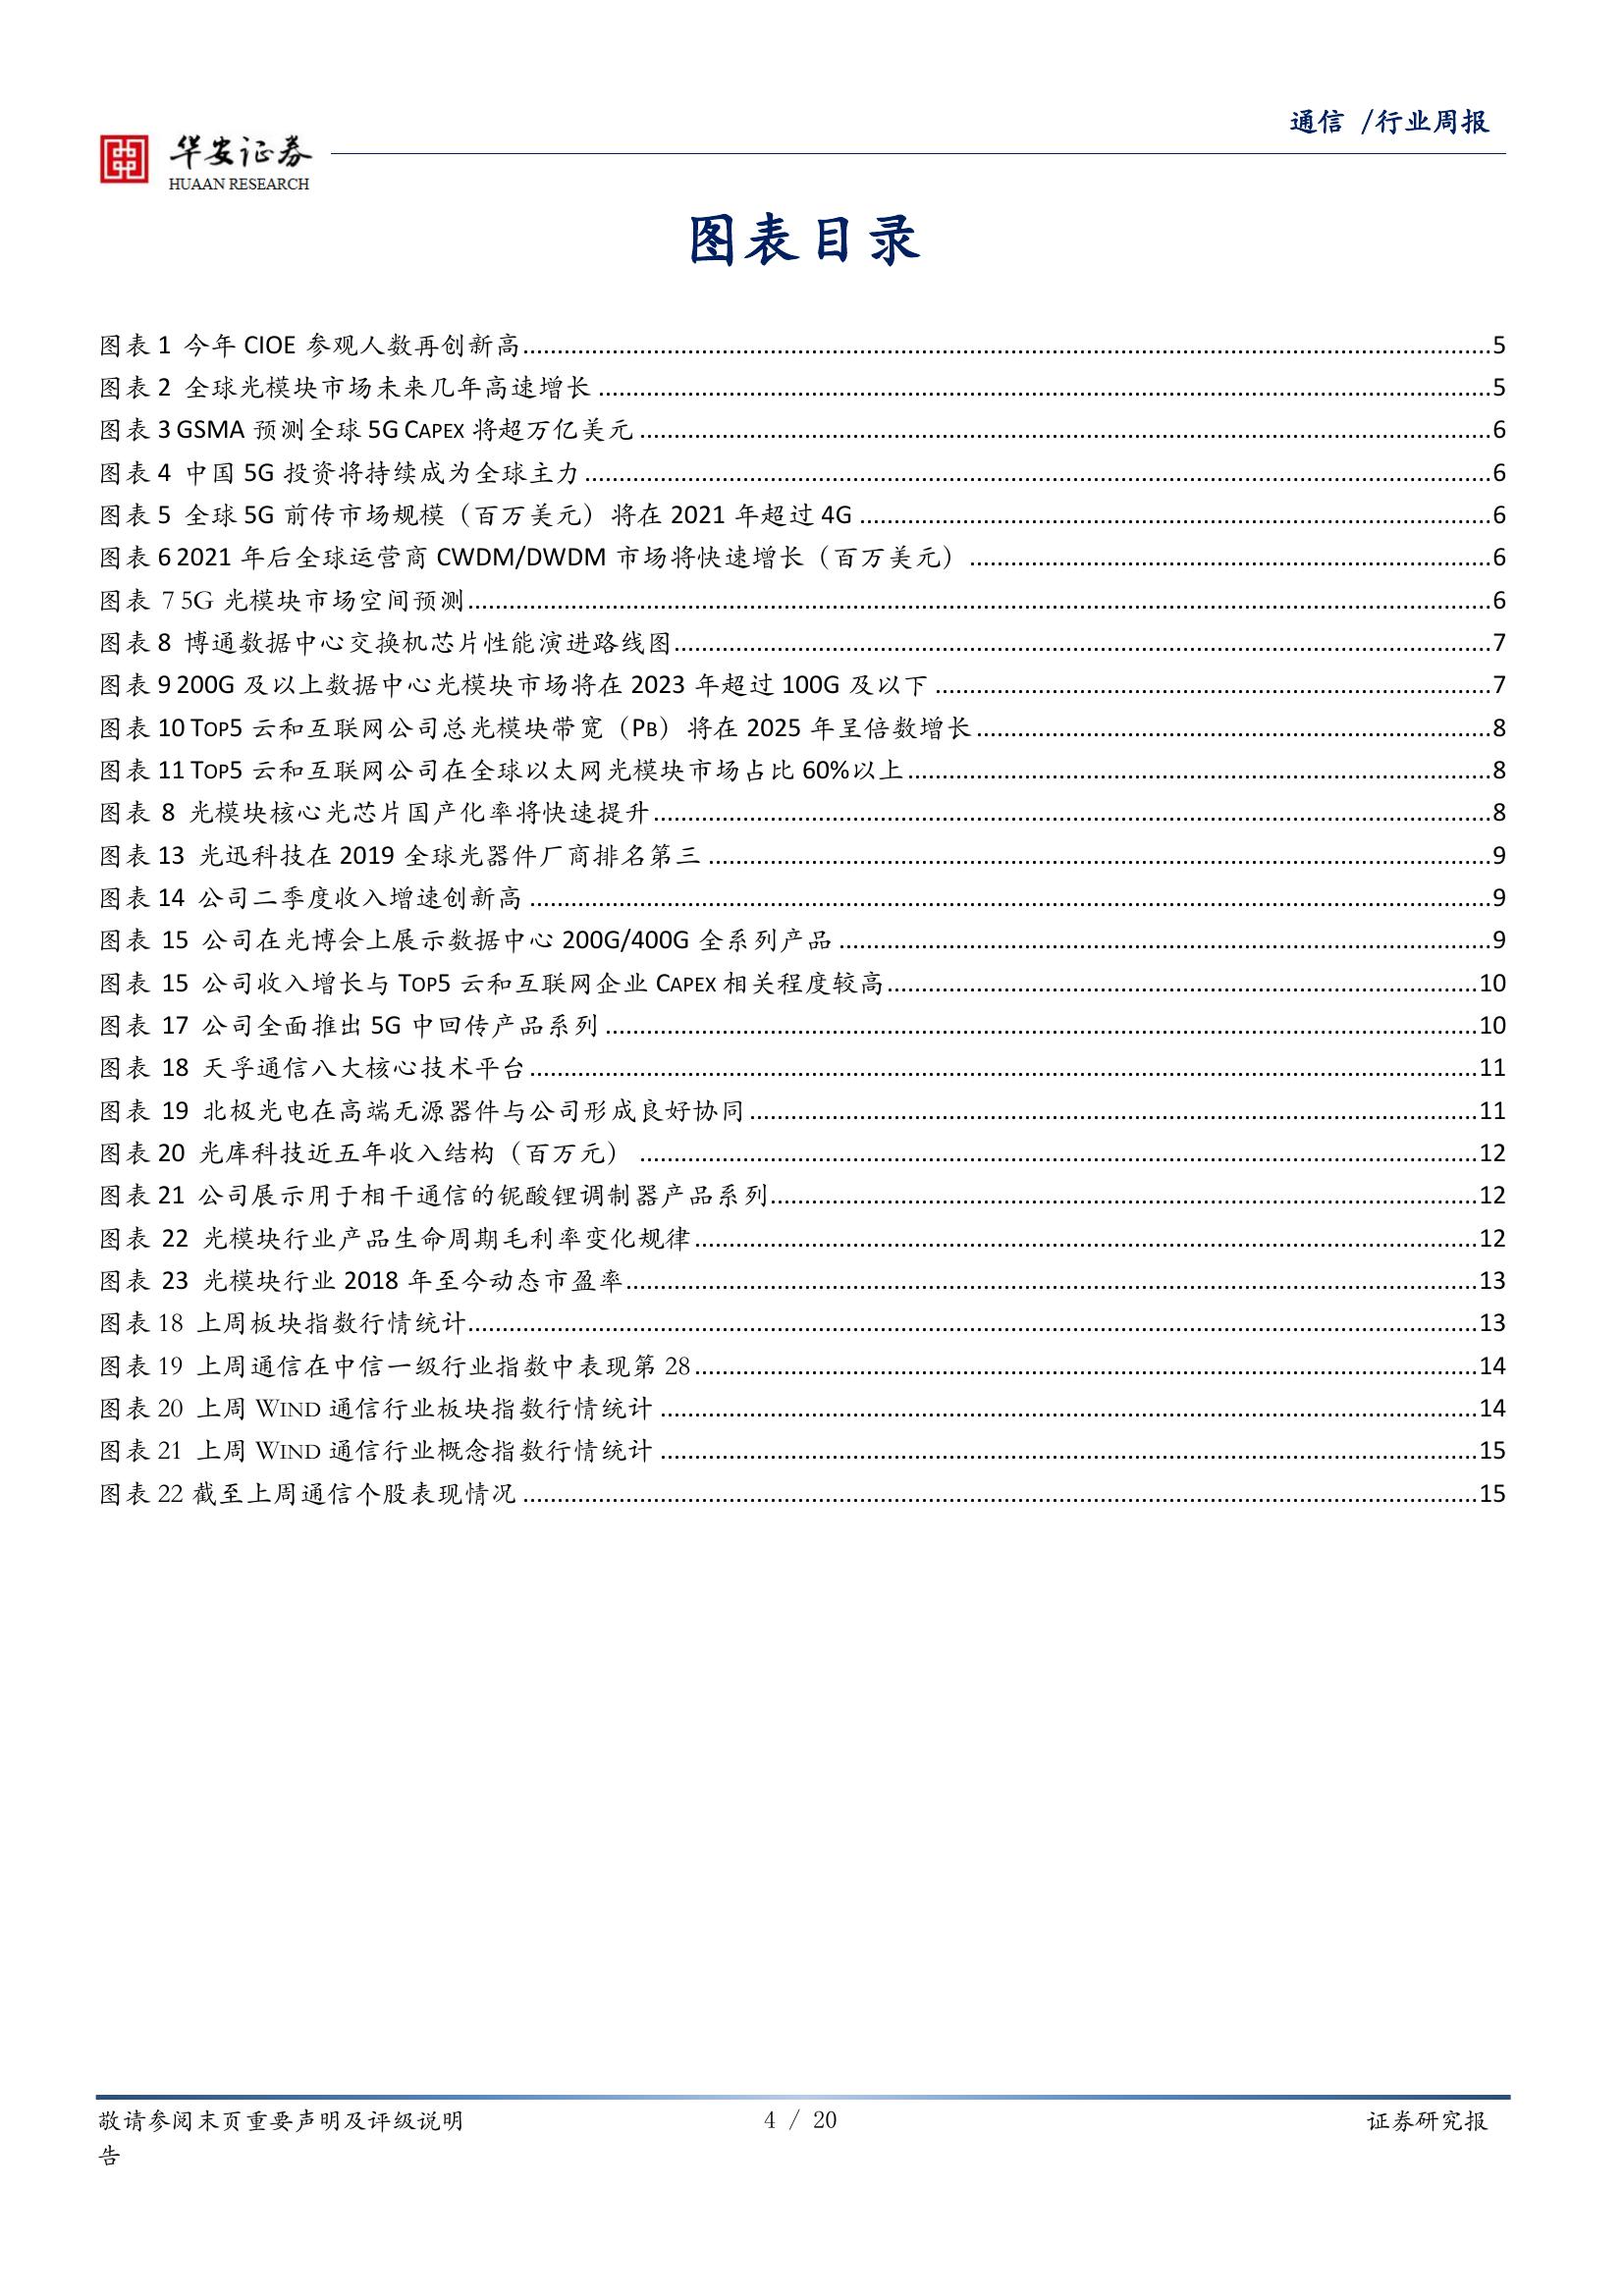 通信 /行业周报
华安证券
HUAAN RESEARCH
图表目录
图表 1 今年 CIOE 参观人数再创新高...5
图表 2 全球光模块市场未来几年高速增长...5
图表 3 GSMA 预测全球 5G CAPEX 将超万亿美元...6
图表 4 中国 5G 投资将持续成为全球主力...6
图表 5 全球 5G 前传市场规模（百万美元）将在 2021 年超过 4G...6
图表 6 2021 年后全球运营商 CWDM/DWDM 市场将快速增长（百万美元）...6
图表 7 5G 光模块市场空间预测...6
图表 8 博通数据中心交换机芯片性能演进路线图...7
图表 9 200G 及以上数据中心光模块市场将在 2023 年超过 100G 及以下...7
图表 10 TOP5 云和互联网公司总光模块带宽（PB）将在 2025 年呈倍数增长...8
图表 11 TOP5 云和互联网公司在全球以太网光模块市场占比 60%以上...8
图表 8 光模块核心光芯片国产化率将快速提升...8
图表 13 光迅科技在 2019 全球光器件厂商排名第三...9
图表 14 公司二季度收入增速创新高...9
图表 15 公司在光博会上展示数据中心 200G/400G 全系列产品...9
图表 15 公司收入增长与 TOP5 云和互联网企业 CAPEX 相关程度较高...10
图表 17 公司全面推出 5G 中回传产品系列...10
图表 18 天孚通信八大核心技术平台...11
图表 19 北极光电在高端无源器件与公司形成良好协同...11
图表 20 光库科技近五年收入结构（百万元）...12
图表 21 公司展示用于相干通信的铌酸锂调制器产品系列...12
图表 22 光模块行业产品生命周期毛利率变化规律...12
图表 23 光模块行业 2018 年至今动态市盈率...13
图表 18 上周板块指数行情统计...13
图表 19 上周通信在中信一级行业指数中表现第 28...14
图表 20 上周 WIND 通信行业板块指数行情统计...14
图表 21 上周 WIND 通信行业概念指数行情统计...15
图表 22 截至上周通信个股表现情况...15
敬请参阅末页重要声明及评级说明 4 / 20 证券研究报
告